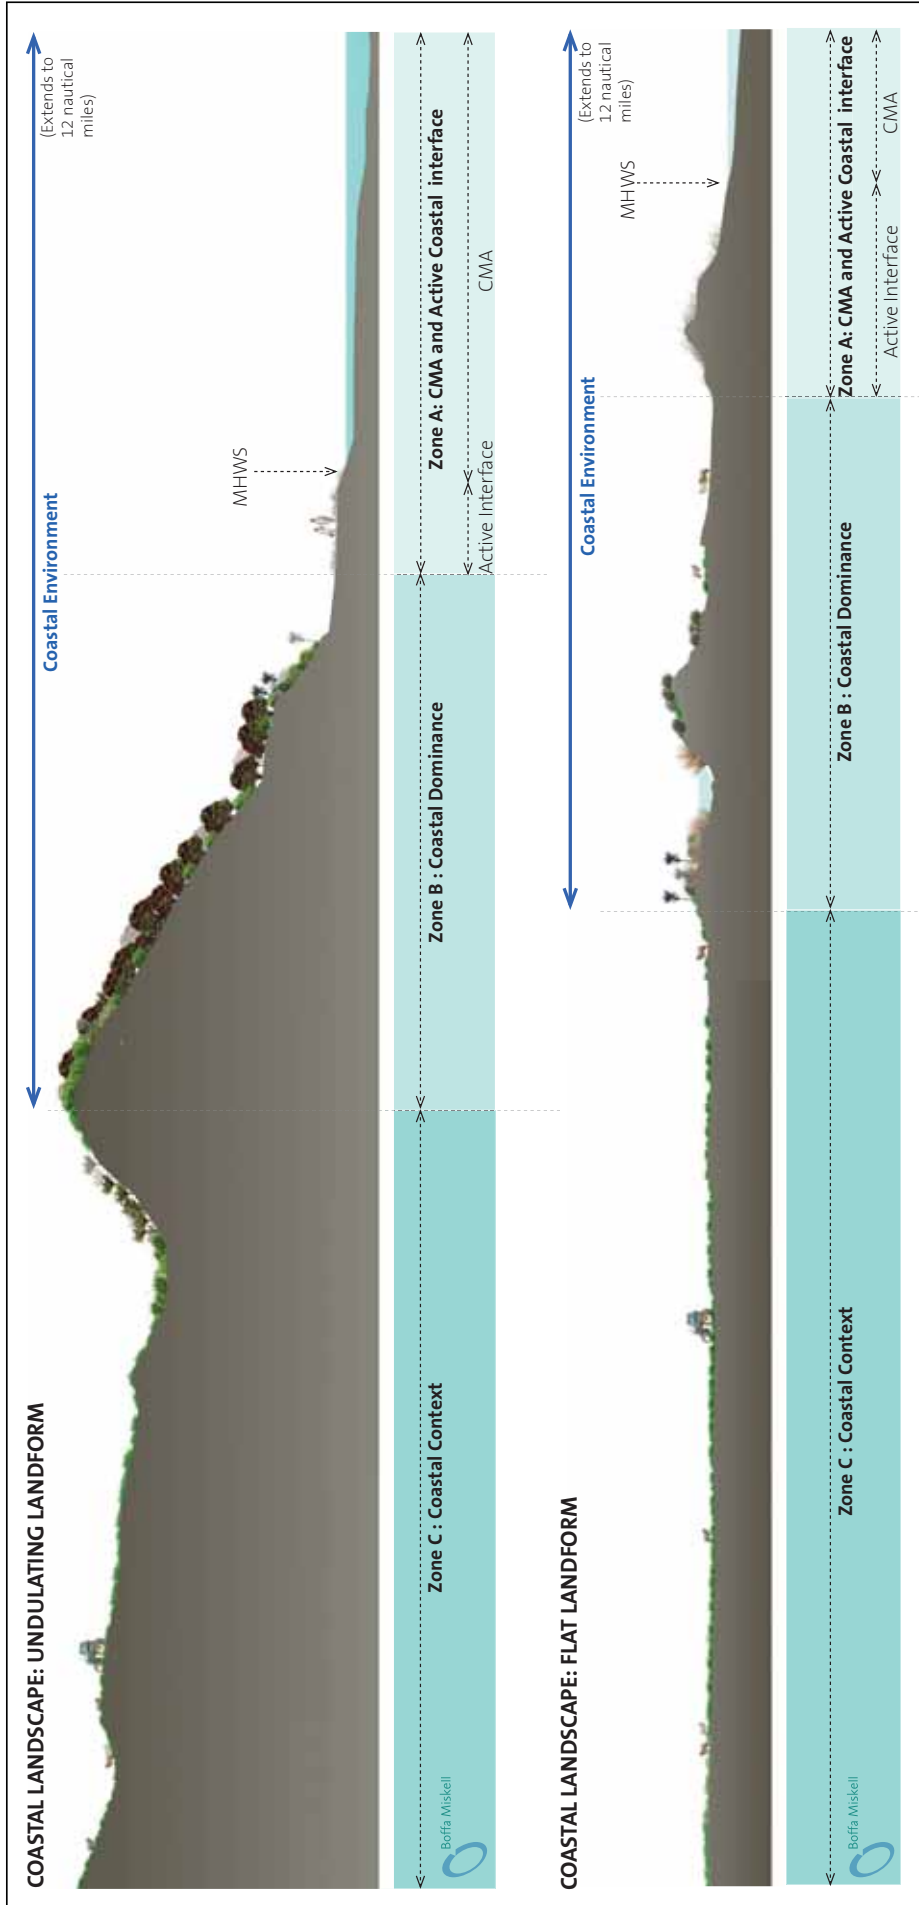 COASTAL LANDSCAPE: UNDULATING LANDFORM
Coastal Environment
(Extends to
12 nautical
miles)
MHWS
Zone C : Coastal Context
Zone B : Coastal Dominance
Zone A: CMA and Active Coastal interface
Active Interface
CMA
Boffa Miskell
COASTAL LANDSCAPE: FLAT LANDFORM
Coastal Environment
(Extends to
12 nautical
miles)
MHWS
Zone C : Coastal Context
Zone B : Coastal Dominance
Zone A: CMA and Active Coastal interface
Active Interface
CMA
Boffa Miskell